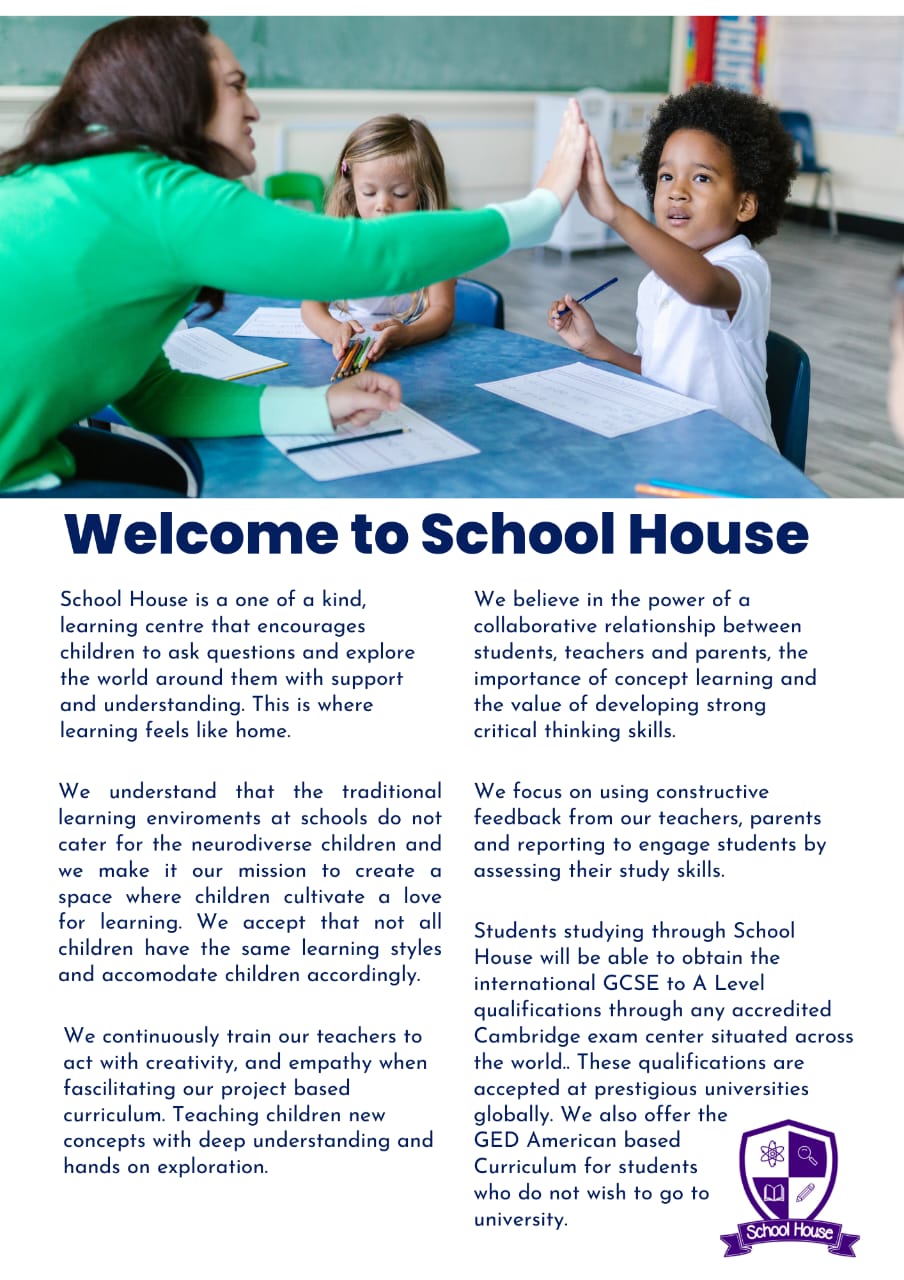 Welcome to School House
School House is a one of a kind,
learning centre that encourages
children to ask questions and explore
the world around them with support
and understanding. This is where
learning feels like home.
We understand that the traditional
learning enviroments at schools do not
cater for the neurodiverse children and
we make it our mission to create a
space where children cultivate a love
for learning. We accept that not all
children have the same learning styles
and accomodate children accordingly.
We continuously train our teachers to
act with creativity, and empathy when
fascilitating our project based
curriculum. Teaching children new
concepts with deep understanding and
hands on exploration.
We believe in the power of a
collaborative relationship between
students, teachers and parents, the
importance of concept learning and
the value of developing strong
critical thinking skills.
We focus on using constructive
feedback from our teachers, parents
and reporting to engage students by
assessing their study skills.
Students studying through School
House will be able to obtain the
international GCSE to A Level
qualifications through any accredited
Cambridge exam center situated across
the world.. These qualifications are
accepted at prestigious universities
globally. We also offer the
GED American based
Curriculum for students
who do not wish to go to
university.
School House